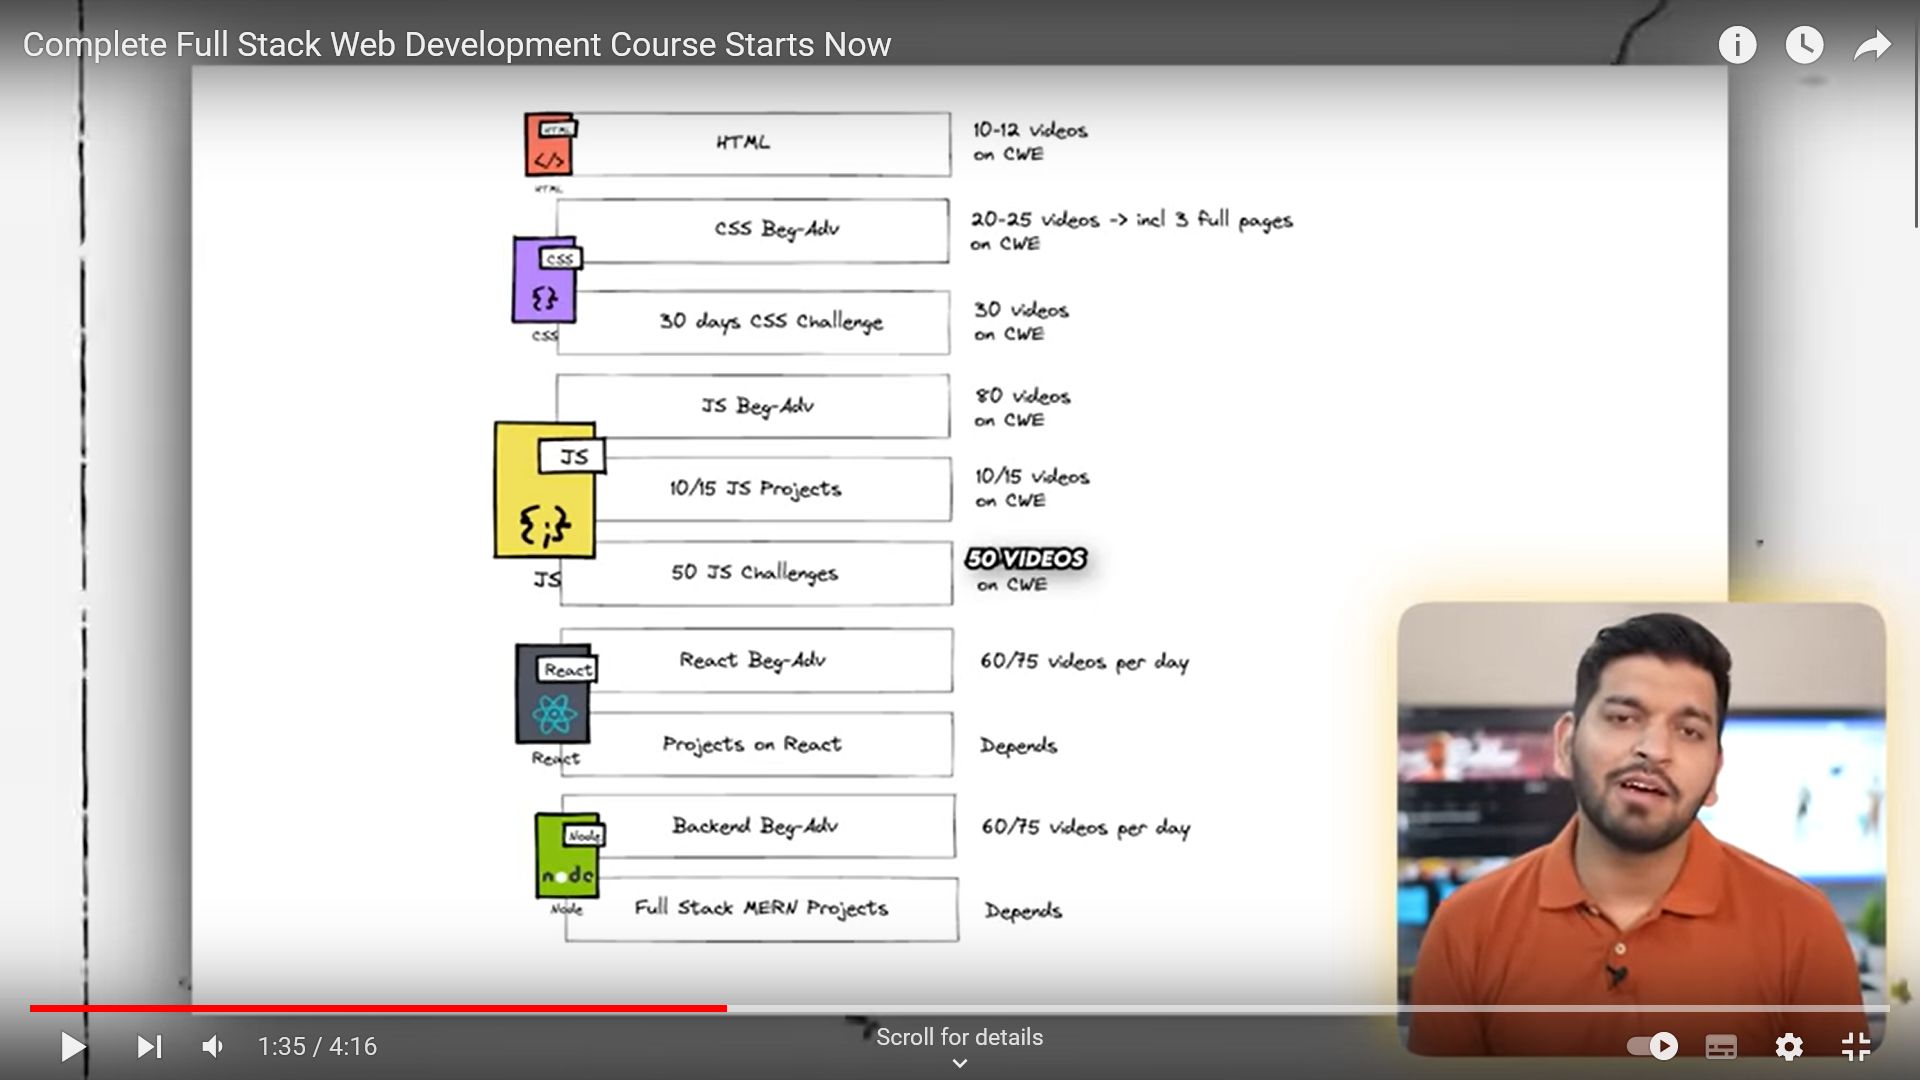 Complete Full Stack Web Development Course Starts Now
HTML
</>
HTML
HTML
10-12 videos
on CWE
CSS Beg-Adv
20-25 videos -> incl 3 full pages
on CWE
CSS
{}
CSS
30 days CSS Challenge
30 videos
on CWE
JS Beg-Adv
80 videos
on CWE
JS
{;}
JS
10/15 JS Projects
10/15 videos
on CWE
50 JS Challenges
50 VIDEOS
on CWE
React Beg-Adv
60/75 videos per day
React
React
Projects on React
Depends
Backend Beg-Adv
60/75 videos per day
Node
node
Node
Full Stack MERN Projects
Depends
1:35 / 4:16
Scroll for details